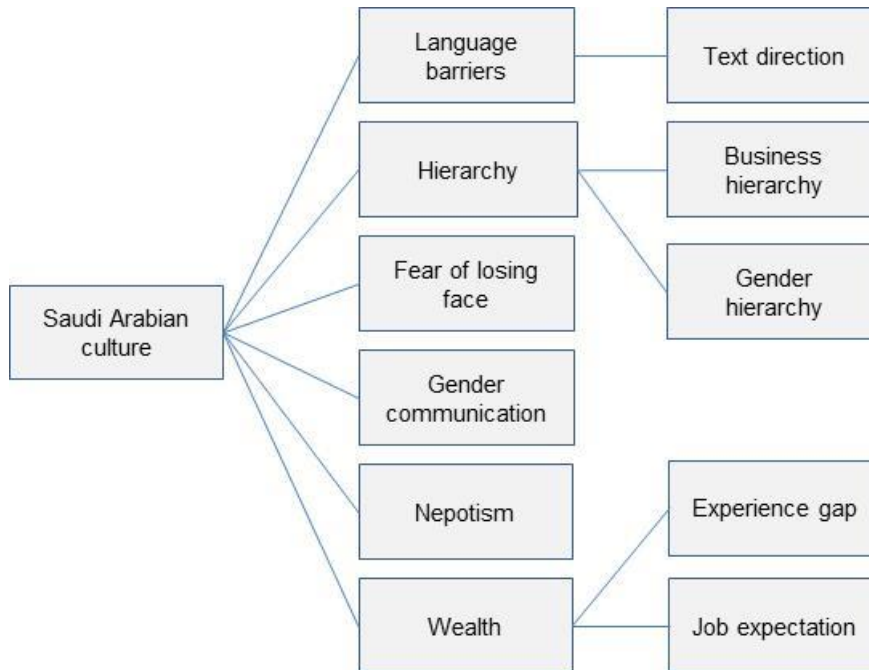 Language
barriers
Text direction
Hierarchy
Business
hierarchy
Fear of losing
face
Gender
hierarchy
Saudi Arabian
culture
Gender
communication
Nepotism
Experience gap
Wealth
Job expectation